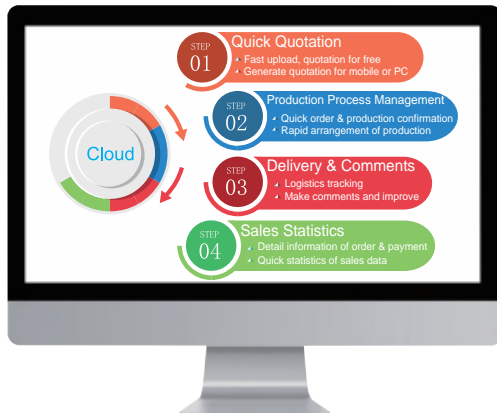 Cloud
STEP
01
Quick Quotation
Fast upload, quotation for free
Generate quotation for mobile or PC
STEP
02
Production Process Management
Quick order & production confirmation
Rapid arrangement of production
STEP
03
Delivery & Comments
Logistics tracking
Make comments and improve
STEP
04
Sales Statistics
Detail information of order & payment
Quick statistics of sales data